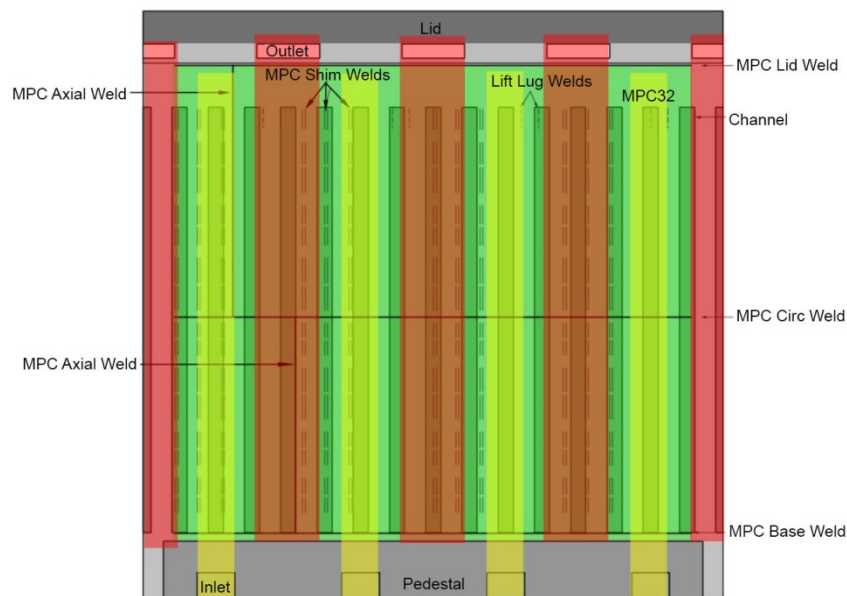 Lid
Outlet
MPC Lid Weld
MPC Shim Welds
Lift Lug Welds
MPC Axial Weld
MPC32
Channel
MPC Circ Weld
MPC Axial Weld
MPC Base Weld
Inlet
Pedestal